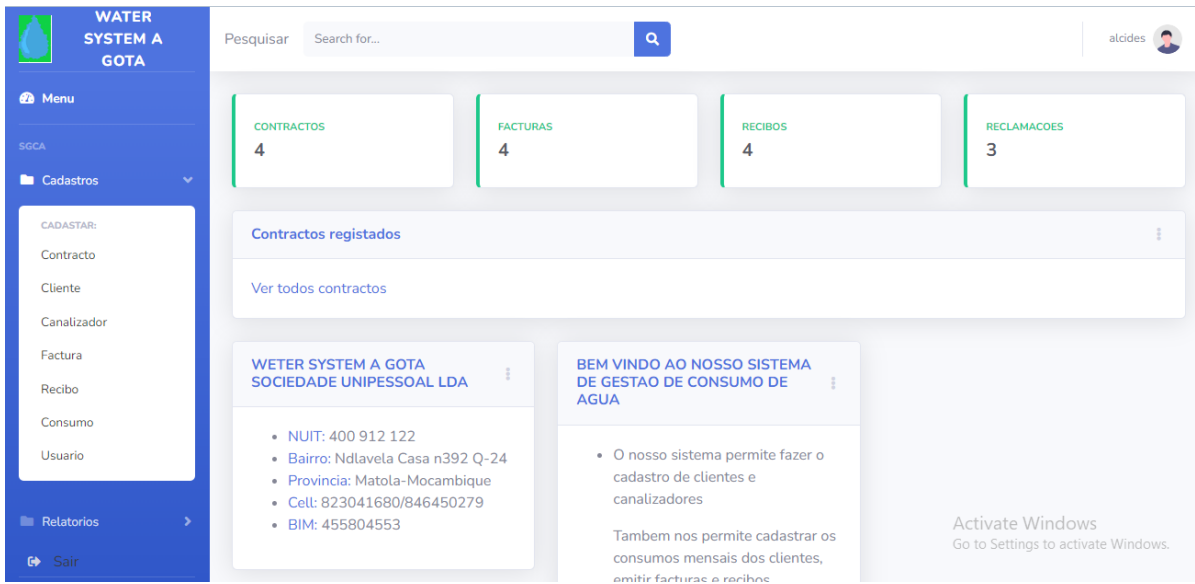 WATER
SYSTEM A
GOTA
Menu
SGCA
Cadastros
CADASTAR:
Contracto
Cliente
Canalizador
Factura
Recibo
Consumo
Usuario
Relatorios
Sair
Pesquisar
Search for...
alcides
CONTRACTOS
4
FACTURAS
4
RECIBOS
4
RECLAMACOES
3
Contractos registados
Ver todos contractos
WETER SYSTEM A GOTA
SOCIEDADE UNIPESSOAL LDA
NUIT: 400 912 122
Bairro: Ndlavela Casa n392 Q-24
Provincia: Matola-Mocambique
Cell: 823041680/846450279
BIM: 455804553
BEM VINDO AO NOSSO SISTEMA
DE GESTAO DE CONSUMO DE
AGUA
O nosso sistema permite fazer o
cadastro de clientes e
canalizadores
Tambem nos permite cadastrar os
consumos mensais dos clientes,
emitir facturas e recibos
Activate Windows
Go to Settings to activate Windows.